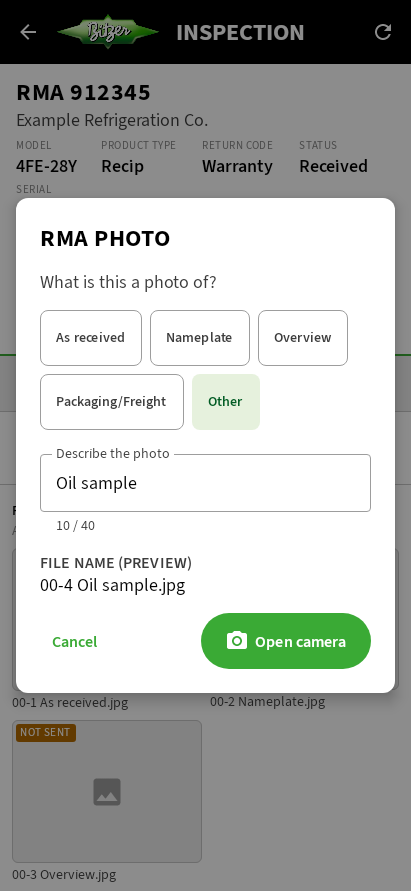 Bitzer
INSPECTION
RMA 912345
Example Refrigeration Co.
MODEL PRODUCT TYPE RETURN CODE STATUS
4FE-28Y Recip Warranty Received
SERIAL
RMA PHOTO
What is this a photo of?
As received Nameplate Overview
Packaging/Freight Other
Describe the photo
Oil sample
10 / 40
FILE NAME (PREVIEW)
00-4 Oil sample.jpg
Cancel Open camera
00-1 As received.jpg 00-2 Nameplate.jpg
NOT SENT
00-3 Overview.jpg